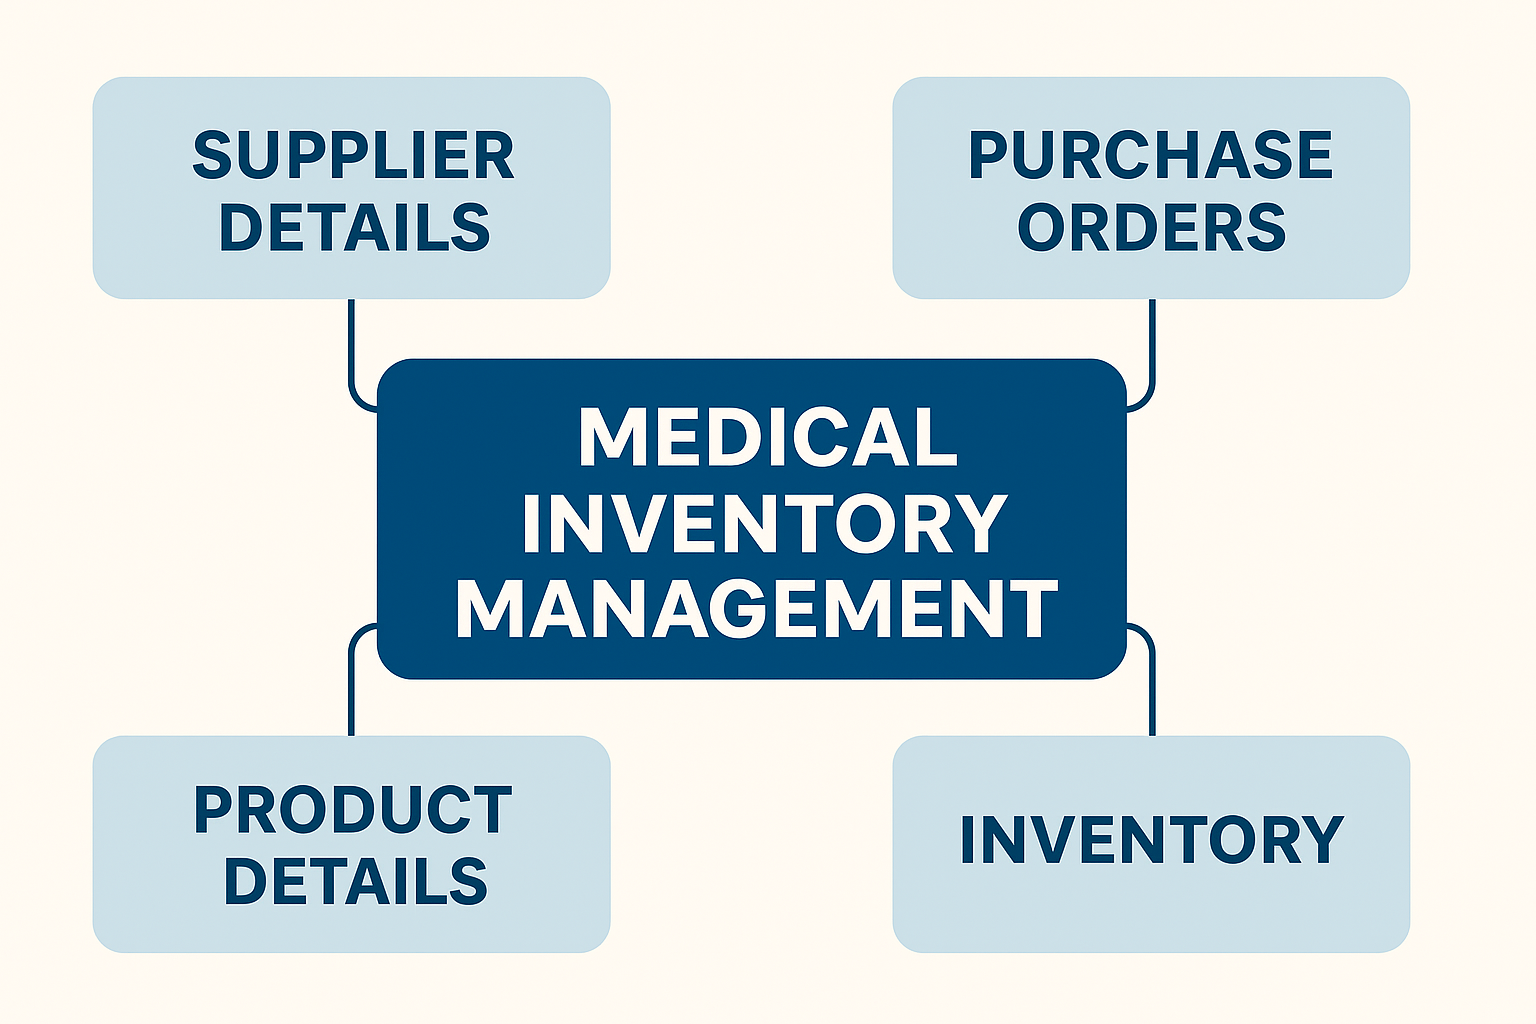 SUPPLIER
DETAILS
PURCHASE
ORDERS
MEDICAL
INVENTORY
MANAGEMENT
PRODUCT
DETAILS
INVENTORY